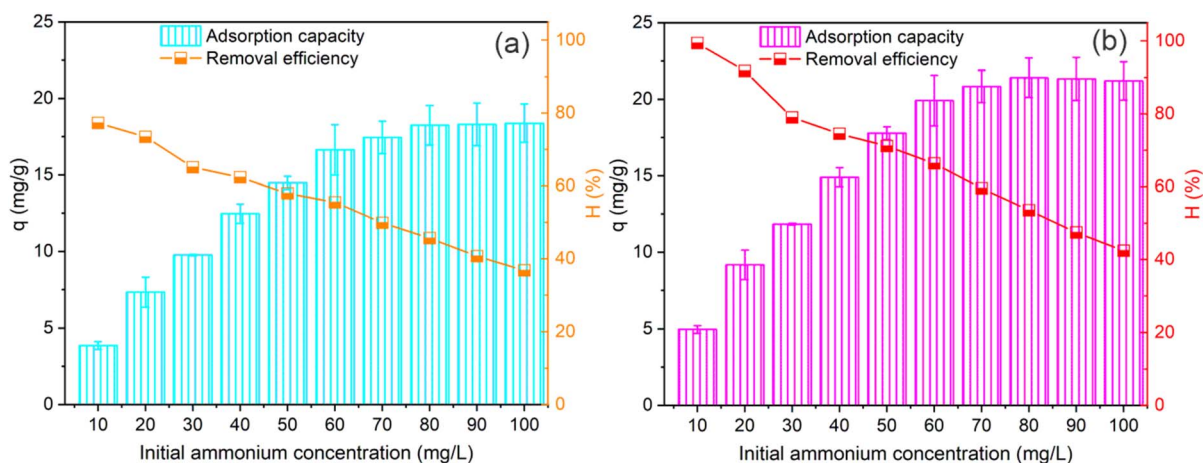 (a)
Adsorption capacity
Removal efficiency
q (mg/g)
25
20
15
10
5
0
H (%)
100
80
60
40
20
0
10 20 30 40 50 60 70 80 90 100
Initial ammonium concentration (mg/L)
(b)
Adsorption capacity
Removal efficiency
q (mg/g)
25
20
15
10
5
0
H (%)
100
80
60
40
20
0
10 20 30 40 50 60 70 80 90 100
Initial ammonium concentration (mg/L)